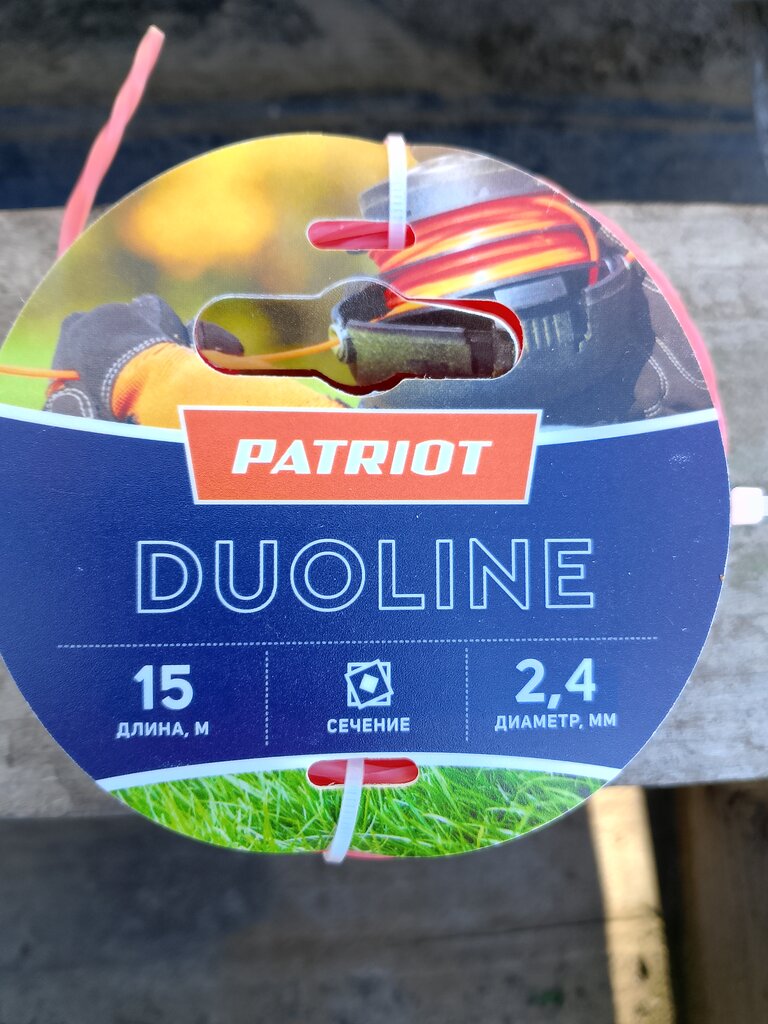 PATRIOT
DUOLINE
15
ДЛИНА, М
СЕЧЕНИЕ
2,4
ДИАМЕТР, ММ